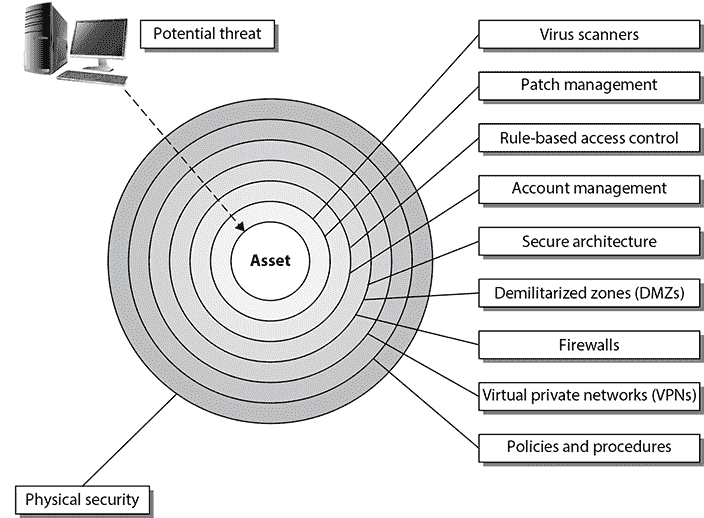 Potential threat
Virus scanners
Patch management
Rule-based access control
Account management
Secure architecture
Asset
Demilitarized zones (DMZs)
Firewalls
Virtual private networks (VPNs)
Policies and procedures
Physical security